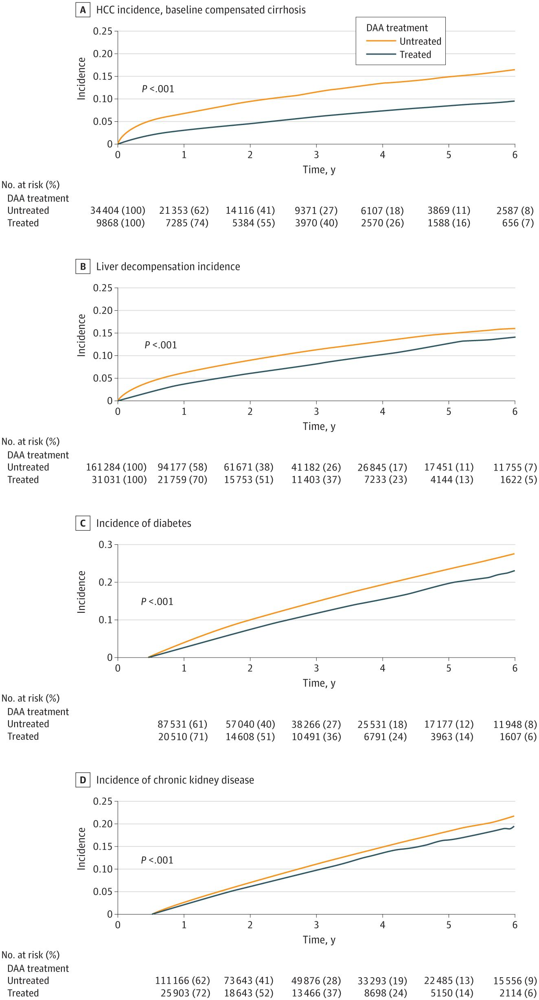 A HCC incidence, baseline compensated cirrhosis
DAA treatment
Untreated
Treated
0.25
0.20
0.15
0.10
0.05
0
Incidence
P <.001
0 1 2 3 4 5 6
Time, y
No. at risk (%)
DAA treatment
Untreated 34404 (100) 21353 (62) 14116 (41) 9371 (27) 6107 (18) 3869 (11) 2587 (8)
Treated 9868 (100) 7285 (74) 5384 (55) 3970 (40) 2570 (26) 1588 (16) 656 (7)
B Liver decompensation incidence
0.25
0.20
0.15
0.10
0.05
0
Incidence
P <.001
0 1 2 3 4 5 6
Time, y
No. at risk (%)
DAA treatment
Untreated 161284 (100) 94177 (58) 61671 (38) 41182 (26) 26845 (17) 17451 (11) 11755 (7)
Treated 31031 (100) 21759 (70) 15753 (51) 11403 (37) 7233 (23) 4144 (13) 1622 (5)
C Incidence of diabetes
0.3
0.2
0.1
0
Incidence
P <.001
0 1 2 3 4 5 6
Time, y
No. at risk (%)
DAA treatment
Untreated 87531 (61) 57040 (40) 38266 (27) 25531 (18) 17177 (12) 11948 (8)
Treated 20510 (71) 14608 (51) 10491 (36) 6791 (24) 3963 (14) 1607 (6)
D Incidence of chronic kidney disease
0.25
0.20
0.15
0.10
0.05
0
Incidence
P <.001
0 1 2 3 4 5 6
Time, y
No. at risk (%)
DAA treatment
Untreated 111166 (62) 73643 (41) 49876 (28) 33293 (19) 22485 (13) 15556 (9)
Treated 25903 (72) 18643 (52) 13466 (37) 8698 (24) 5150 (14) 2114 (6)